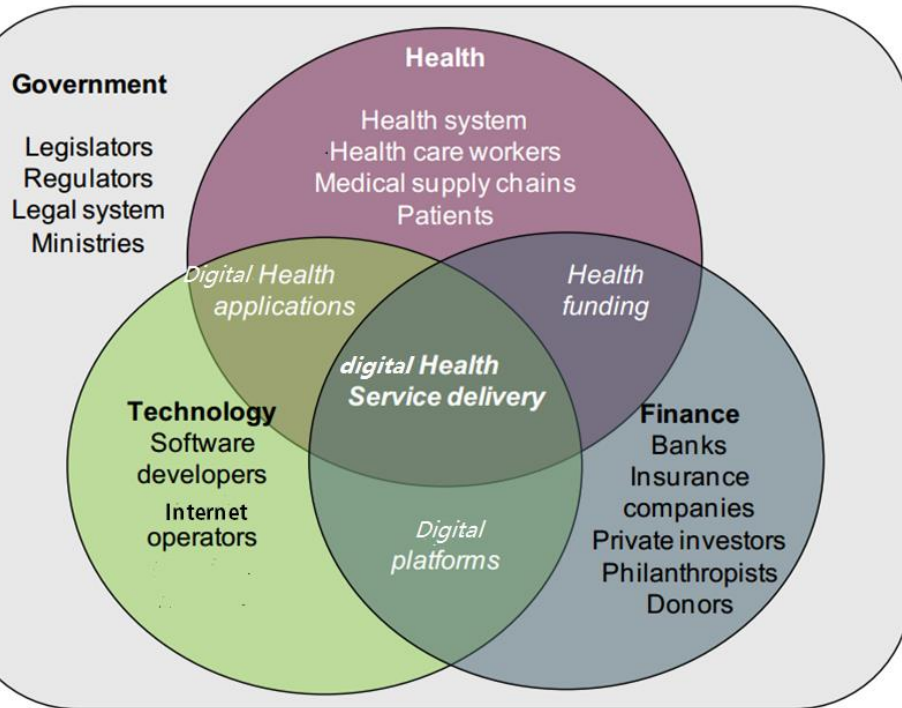 Government
Legislators
Regulators
Legal system
Ministries
Health
Health system
Health care workers
Medical supply chains
Patients
Digital Health
applications
Health
funding
digital Health
Service delivery
Technology
Software
developers
Internet
operators
Finance
Banks
Insurance
companies
Private investors
Philanthropists
Donors
Digital
platforms